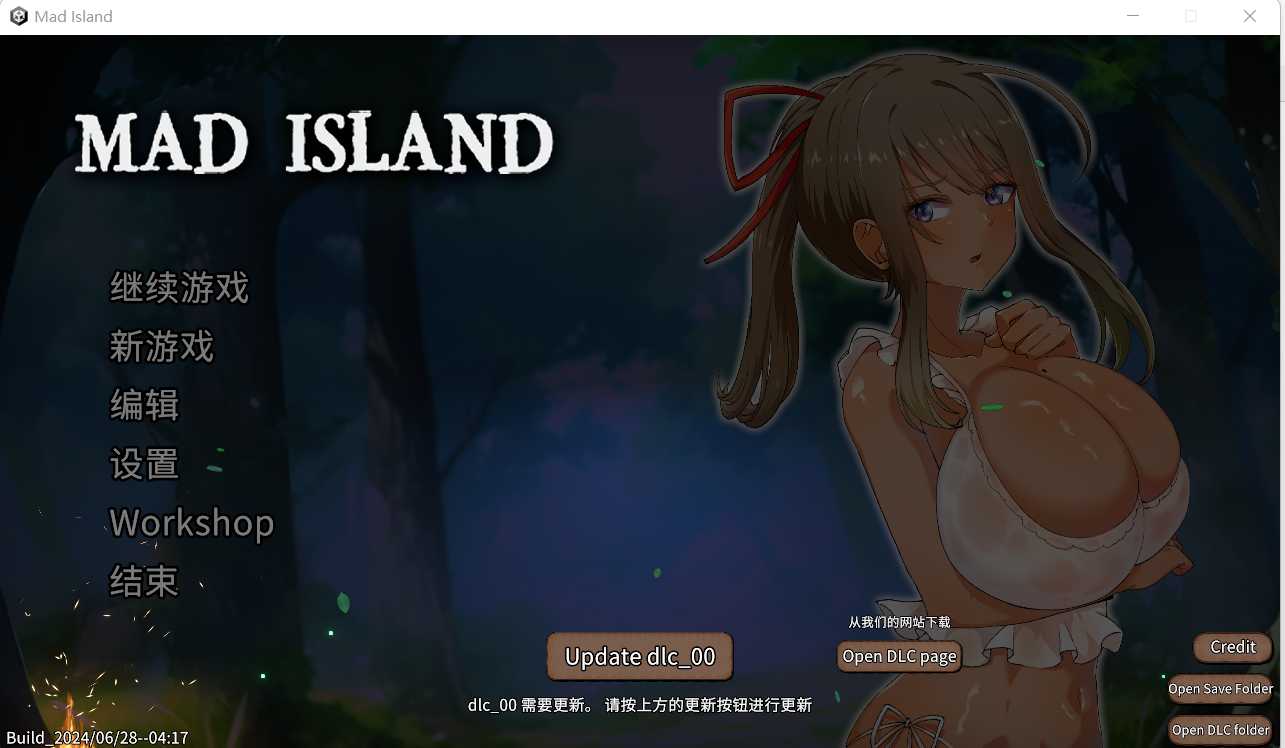 Mad Island
MAD ISLAND
继续游戏
新游戏
编辑
设置
Workshop
结束
从我们的网站下载
Update dlc_00
Open DLC page
dlc_00 需要更新。 请按上方的更新按钮进行更新
Credit
Open Save Folder
Open DLC folder
Build_2024/06/28--04:17